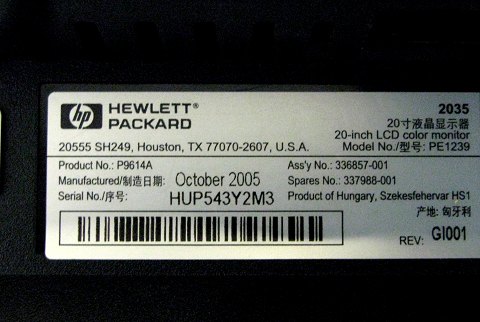 hp HEWLETT® PACKARD
2035
20寸液晶显示器
20-inch LCD color monitor
20555 SH249, Houston, TX 77070-2607, U.S.A.
Model No./型号: PE1239
Product No.: P9614A
Ass'y No.: 336857-001
Manufactured/制造日期: October 2005
Spares No.: 337988-001
Serial No./序号: HUP543Y2M3
Product of Hungary, Szekesfehervar HS1
产地: 匈牙利
REV: GI001